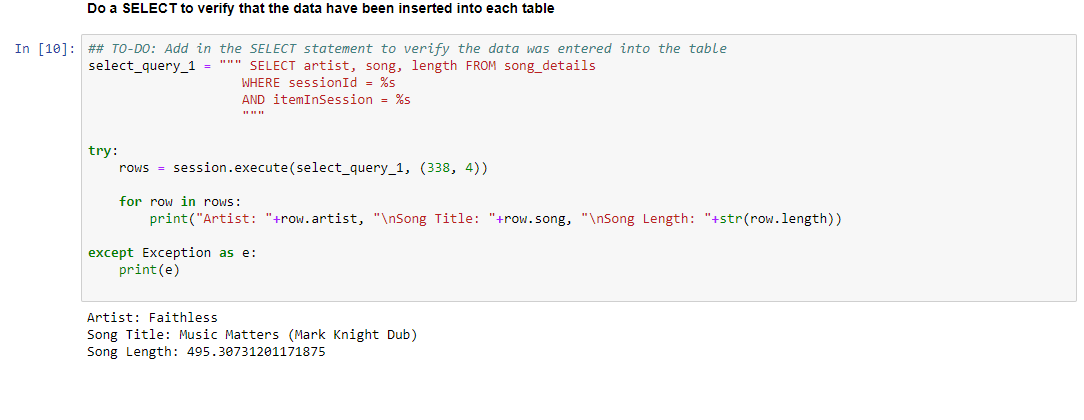 Do a SELECT to verify that the data have been inserted into each table
In [10]: ## TO-DO: Add in the SELECT statement to verify the data was entered into the table
select_query_1 = """ SELECT artist, song, length FROM song_details
                    WHERE sessionId = %s
                    AND itemInSession = %s
                    """
try:
    rows = session.execute(select_query_1, (338, 4))
    for row in rows:
        print("Artist: "+row.artist, "\nSong Title: "+row.song, "\nSong Length: "+str(row.length))
except Exception as e:
    print(e)
Artist: Faithless
Song Title: Music Matters (Mark Knight Dub)
Song Length: 495.30731201171875